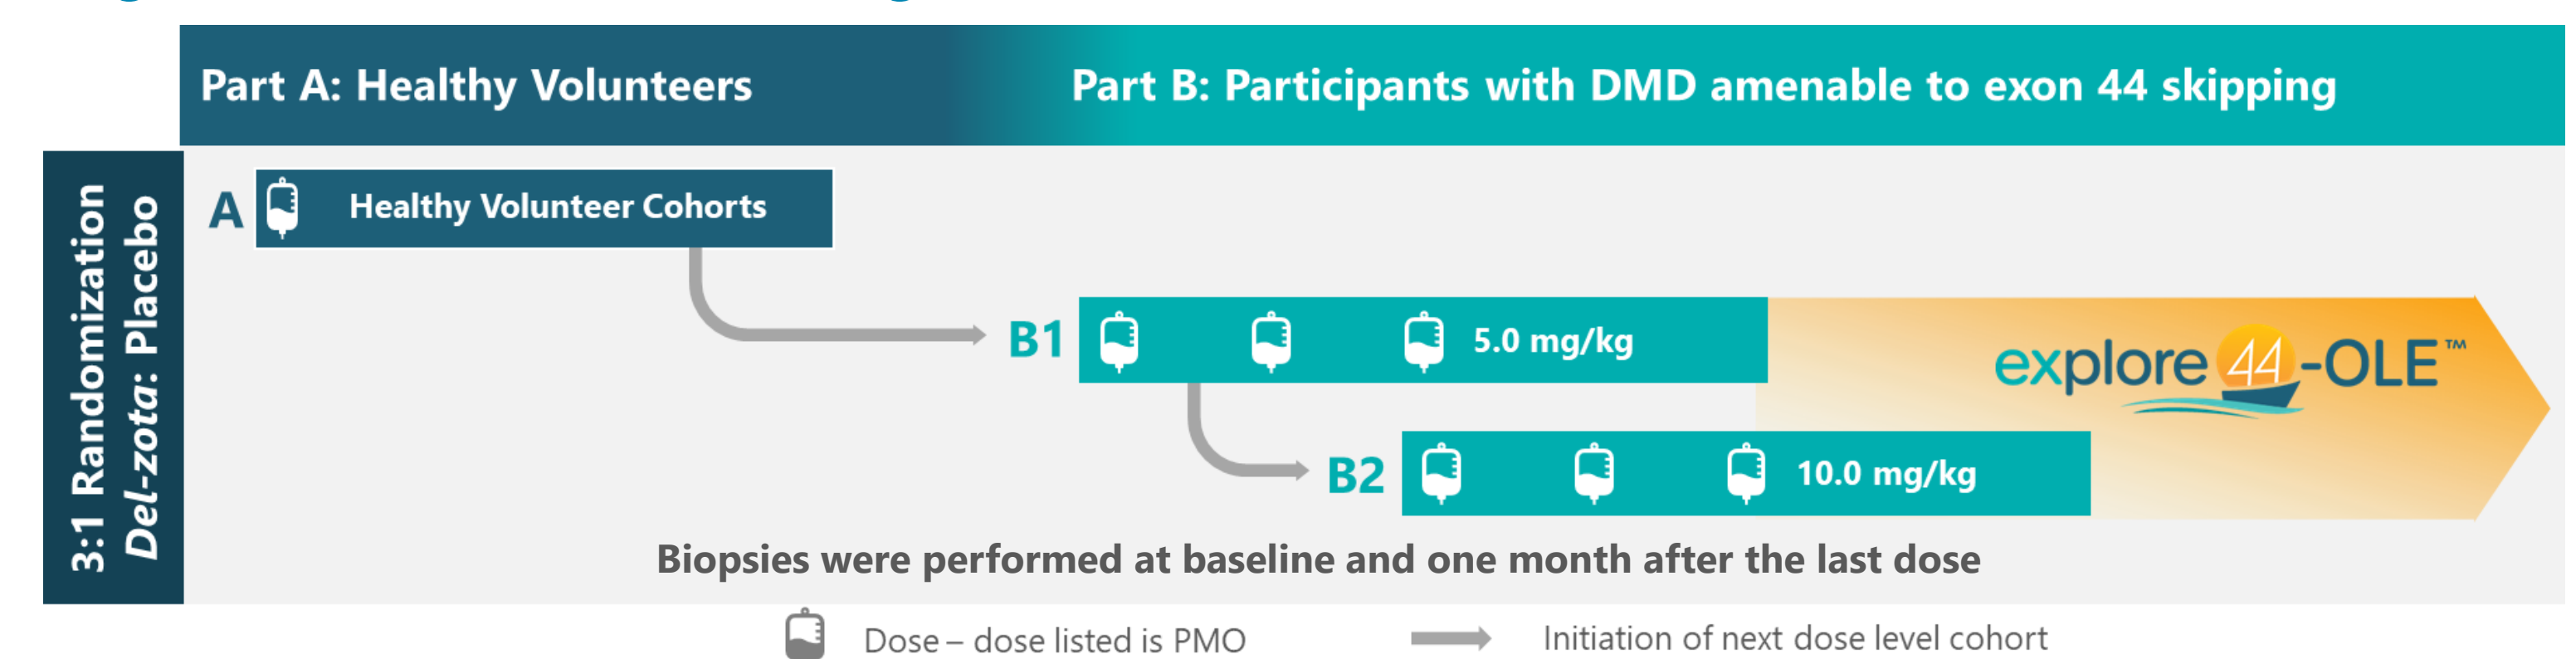 Part A: Healthy Volunteers
Part B: Participants with DMD amenable to exon 44 skipping
3:1 Randomization
Del-zota: Placebo
A
Healthy Volunteer Cohorts
B1
5.0 mg/kg
explore 44-OLE™
B2
10.0 mg/kg
Biopsies were performed at baseline and one month after the last dose
Dose – dose listed is PMO
Initiation of next dose level cohort